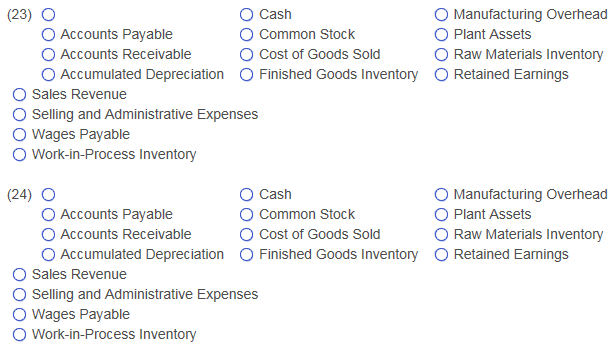 (23) Cash Manufacturing Overhead
Accounts Payable Common Stock Plant Assets
Accounts Receivable Cost of Goods Sold Raw Materials Inventory
Accumulated Depreciation Finished Goods Inventory Retained Earnings
Sales Revenue
Selling and Administrative Expenses
Wages Payable
Work-in-Process Inventory
(24) Cash Manufacturing Overhead
Accounts Payable Common Stock Plant Assets
Accounts Receivable Cost of Goods Sold Raw Materials Inventory
Accumulated Depreciation Finished Goods Inventory Retained Earnings
Sales Revenue
Selling and Administrative Expenses
Wages Payable
Work-in-Process Inventory